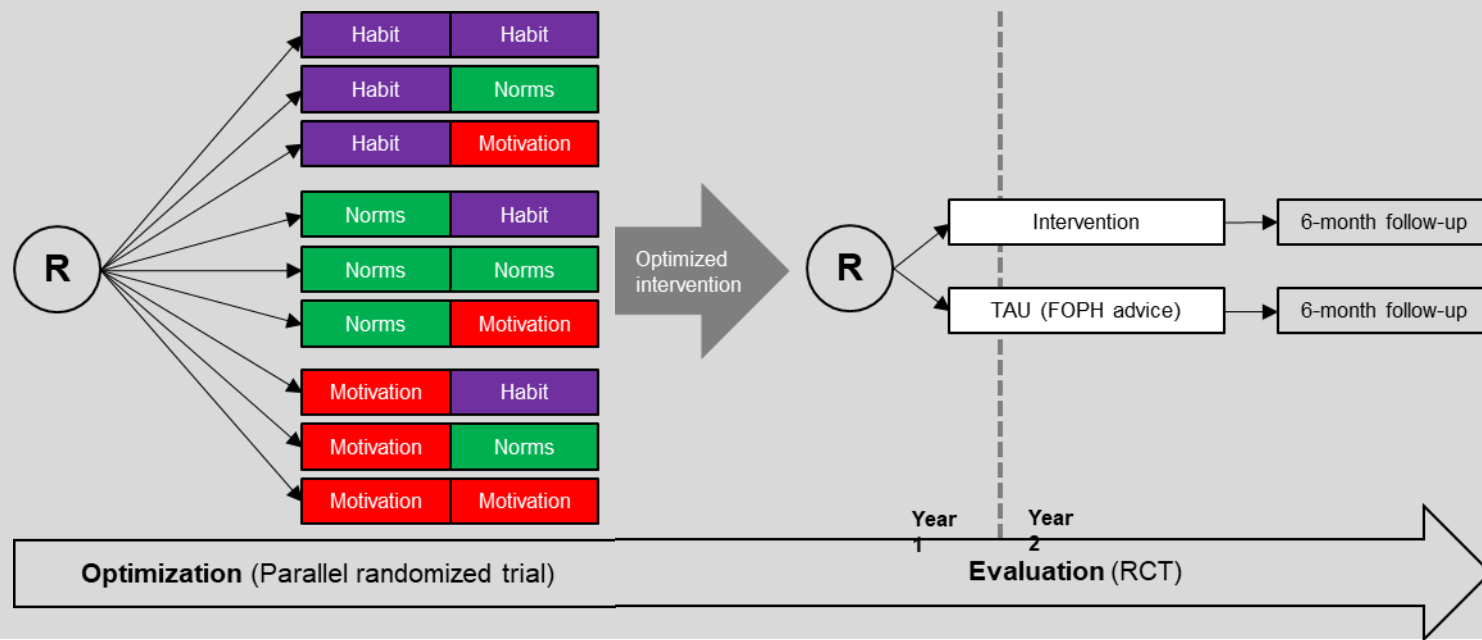 Habit Habit
Habit Norms
Habit Motivation
R
Norms Habit
Norms Norms
Norms Motivation
Motivation Habit
Motivation Norms
Motivation Motivation
Optimized
intervention
R
Intervention
6-month follow-up
TAU (FOPH advice)
6-month follow-up
Year
1
Year
2
Optimization (Parallel randomized trial)
Evaluation (RCT)